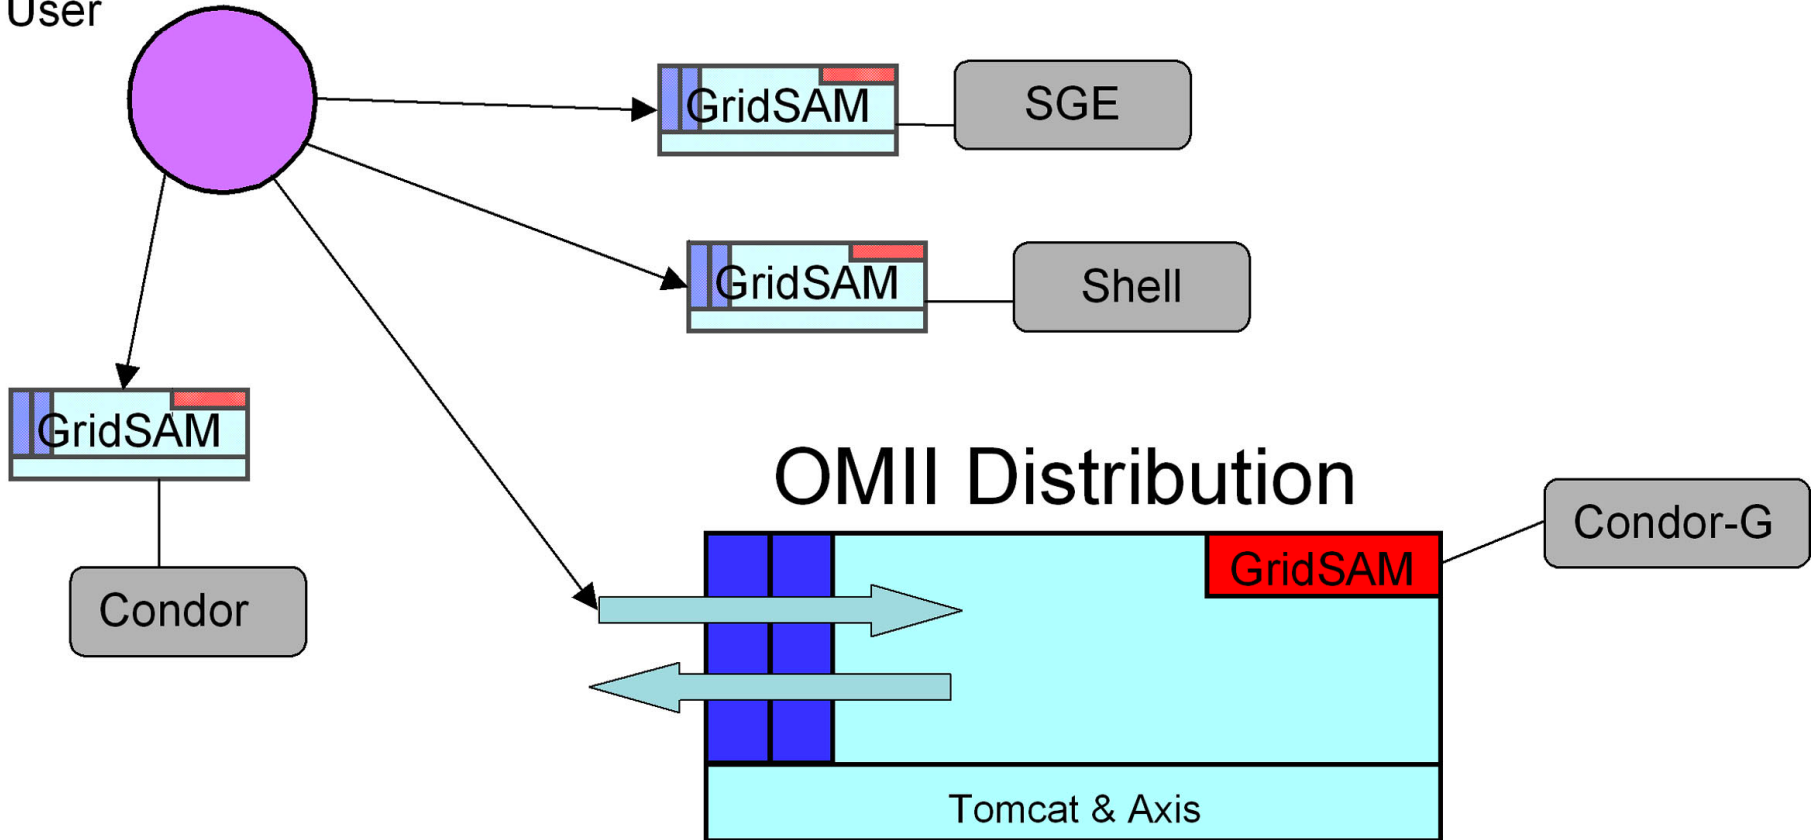 User
GridSAM
SGE
GridSAM
Shell
GridSAM
Condor
OMII Distribution
GridSAM
Condor-G
Tomcat & Axis